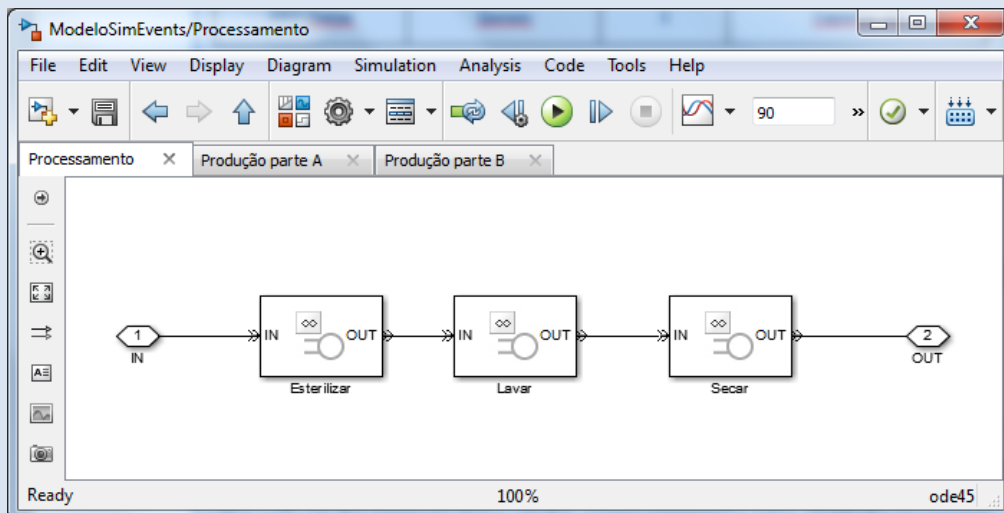 ModeloSimEvents/Processamento
File Edit View Display Diagram Simulation Analysis Code Tools Help
90 »
Processamento Produção parte A Produção parte B
1 IN OUT IN OUT IN OUT 2
IN OUT
Esterilizar Lavar Secar
Ready 100% ode45